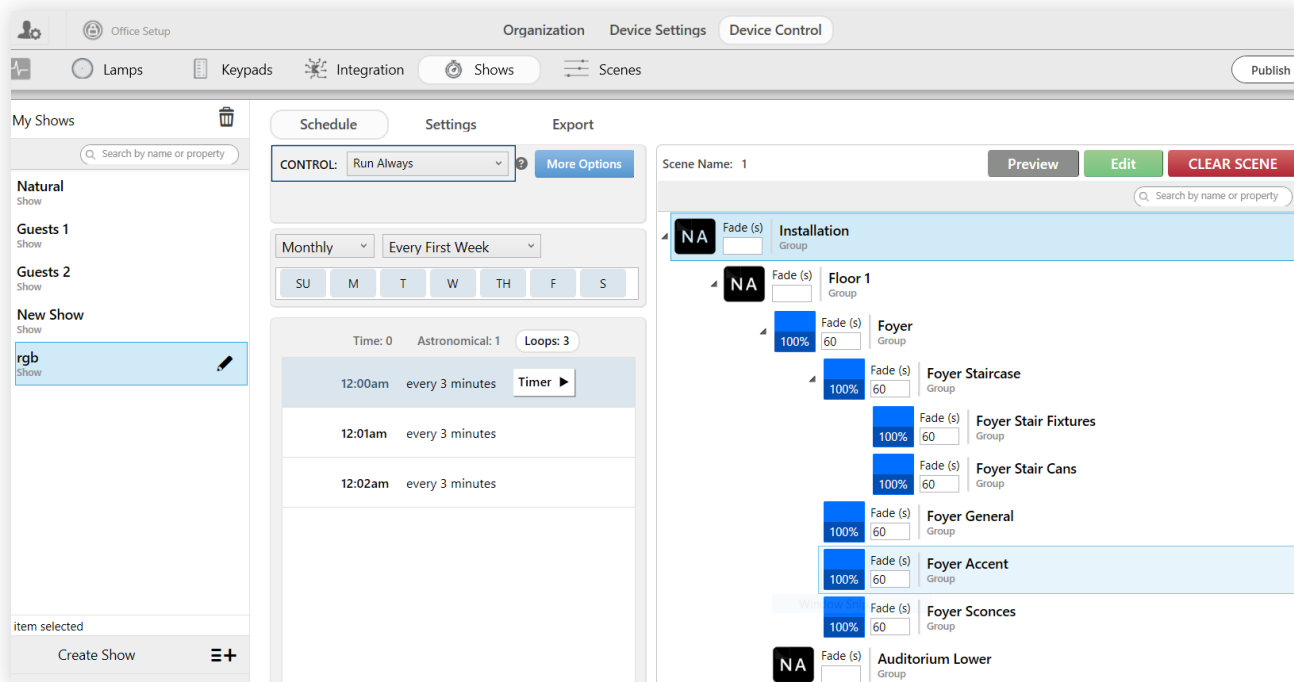 Office Setup
Organization Device Settings Device Control
Lamps Keypads Integration Shows Scenes
Publish
My Shows
Search by name or property
Natural
Show
Guests 1
Show
Guests 2
Show
New Show
Show
rgb
Show
item selected
Create Show
Schedule Settings Export
CONTROL: Run Always
? More Options
Monthly Every First Week
SU M T W TH F S
Time: 0 Astronomical: 1 Loops: 3
12:00am every 3 minutes Timer
12:01am every 3 minutes
12:02am every 3 minutes
Scene Name: 1 Preview Edit CLEAR SCENE
Search by name or property
NA Fade (s) Installation
Group
NA Fade (s) Floor 1
Group
Fade (s) Foyer
100% 60 Group
Fade (s) Foyer Staircase
100% 60 Group
Fade (s) Foyer Stair Fixtures
100% 60 Group
Fade (s) Foyer Stair Cans
100% 60 Group
Fade (s) Foyer General
100% 60 Group
Fade (s) Foyer Accent
100% 60 Group
Fade (s) Foyer Sconces
100% 60 Group
NA Fade (s) Auditorium Lower
Group